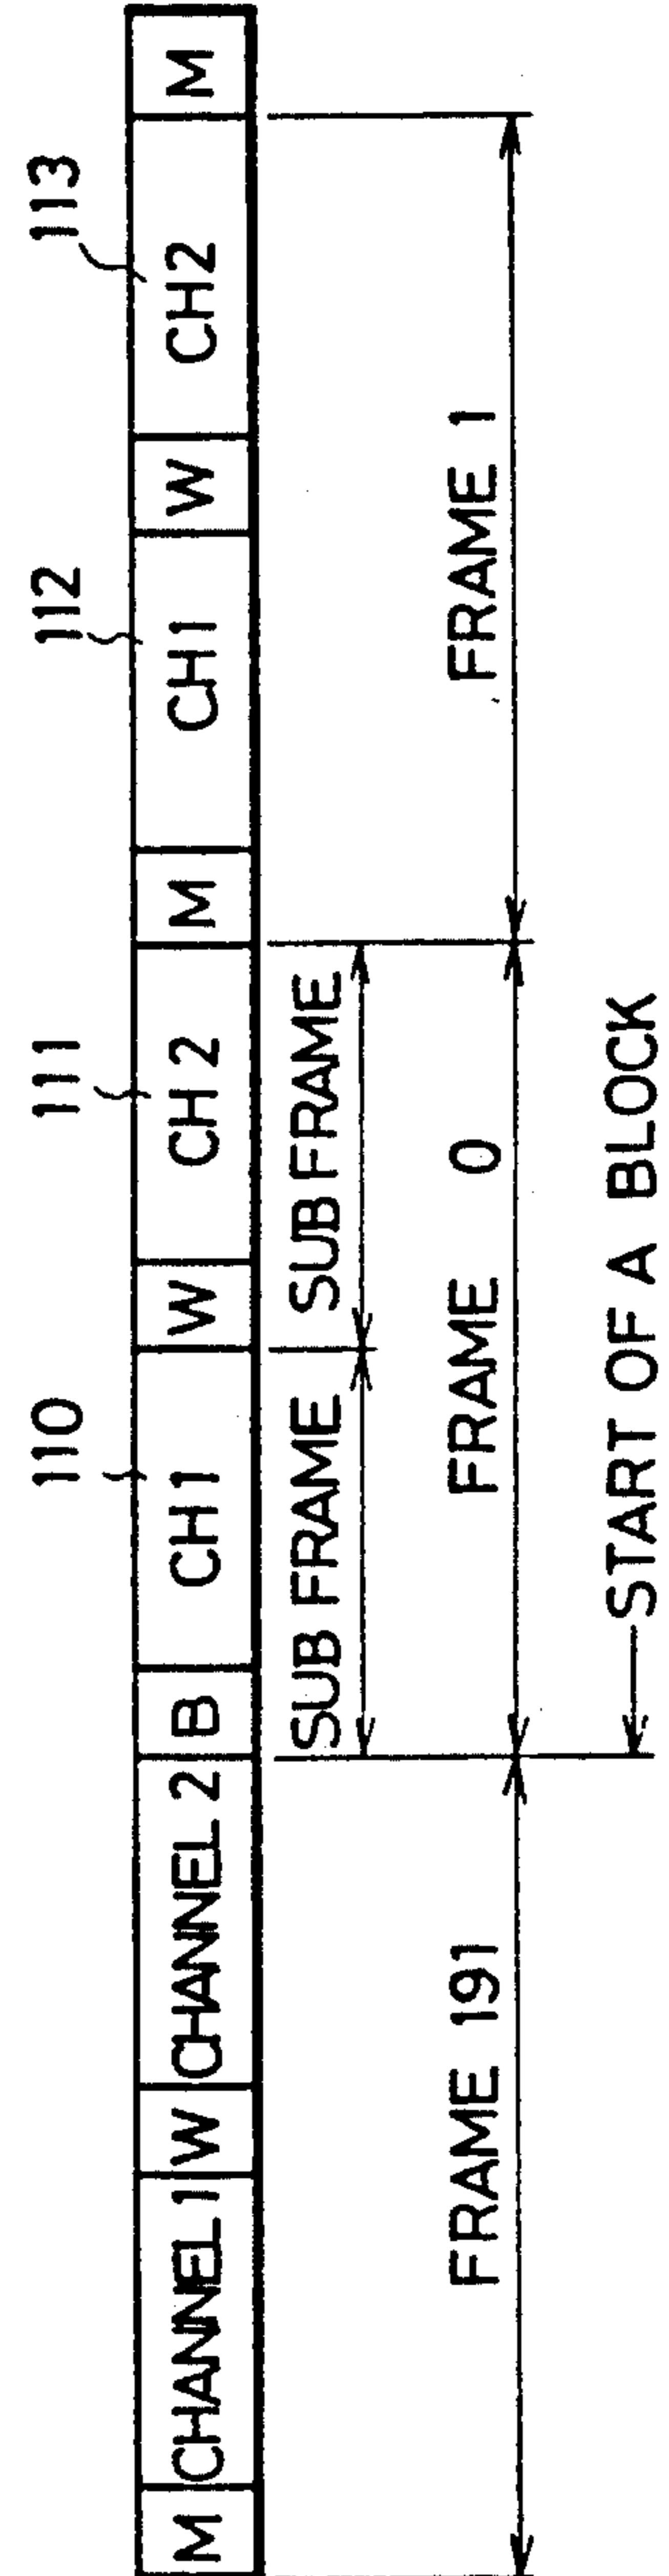 110 111 112 113
M CHANNEL 1 W CHANNEL 2 B CH1 W CH 2 M CH1 W CH2 M
SUB FRAME SUB FRAME
FRAME 191 FRAME 0 FRAME 1
START OF A BLOCK